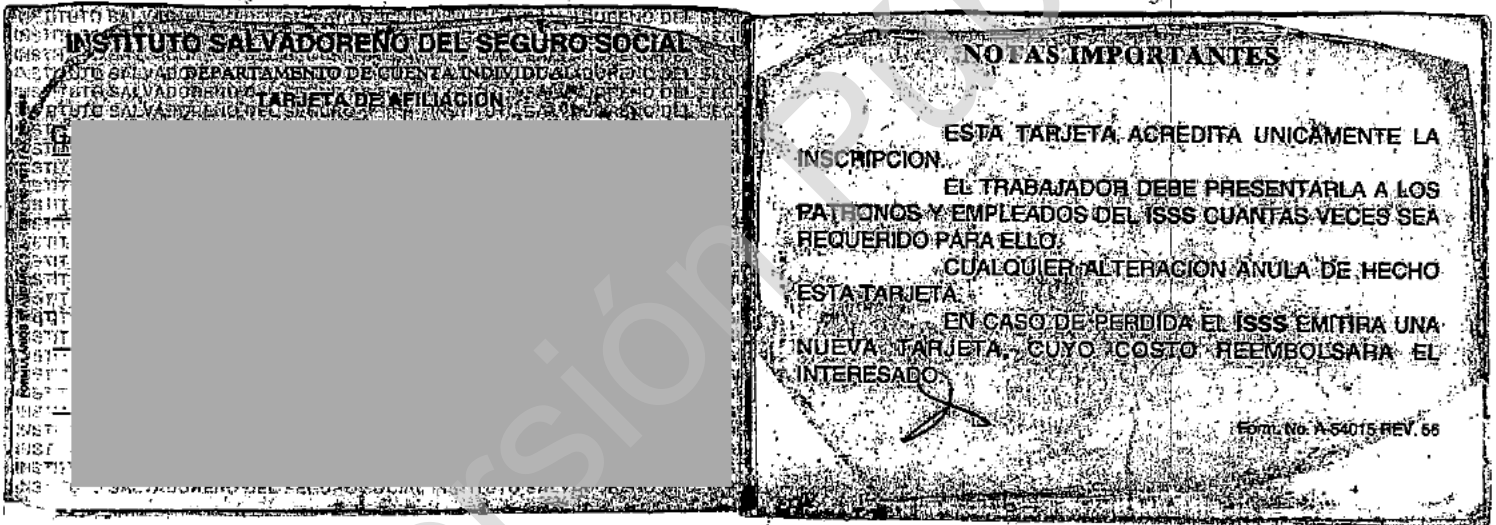 INSTITUTO SALVADOREÑO DEL SEGURO SOCIAL
DEPARTAMENTO DE CUENTA INDIVIDUAL
TARJETA DE AFILIACION
NOTAS IMPORTANTES
ESTA TARJETA ACREDITA UNICAMENTE LA
INSCRIPCION.
EL TRABAJADOR DEBE PRESENTARLA A LOS
PATRONOS Y EMPLEADOS DEL ISSS CUANTAS VECES SEA
REQUERIDO PARA ELLO.
CUALQUIER ALTERACION ANULA DE HECHO
ESTA TARJETA.
EN CASO DE PERDIDA EL ISSS EMITIRA UNA
NUEVA TARJETA, CUYO COSTO REEMBOLSARA EL
INTERESADO.
Form. No. A-54015 REV.